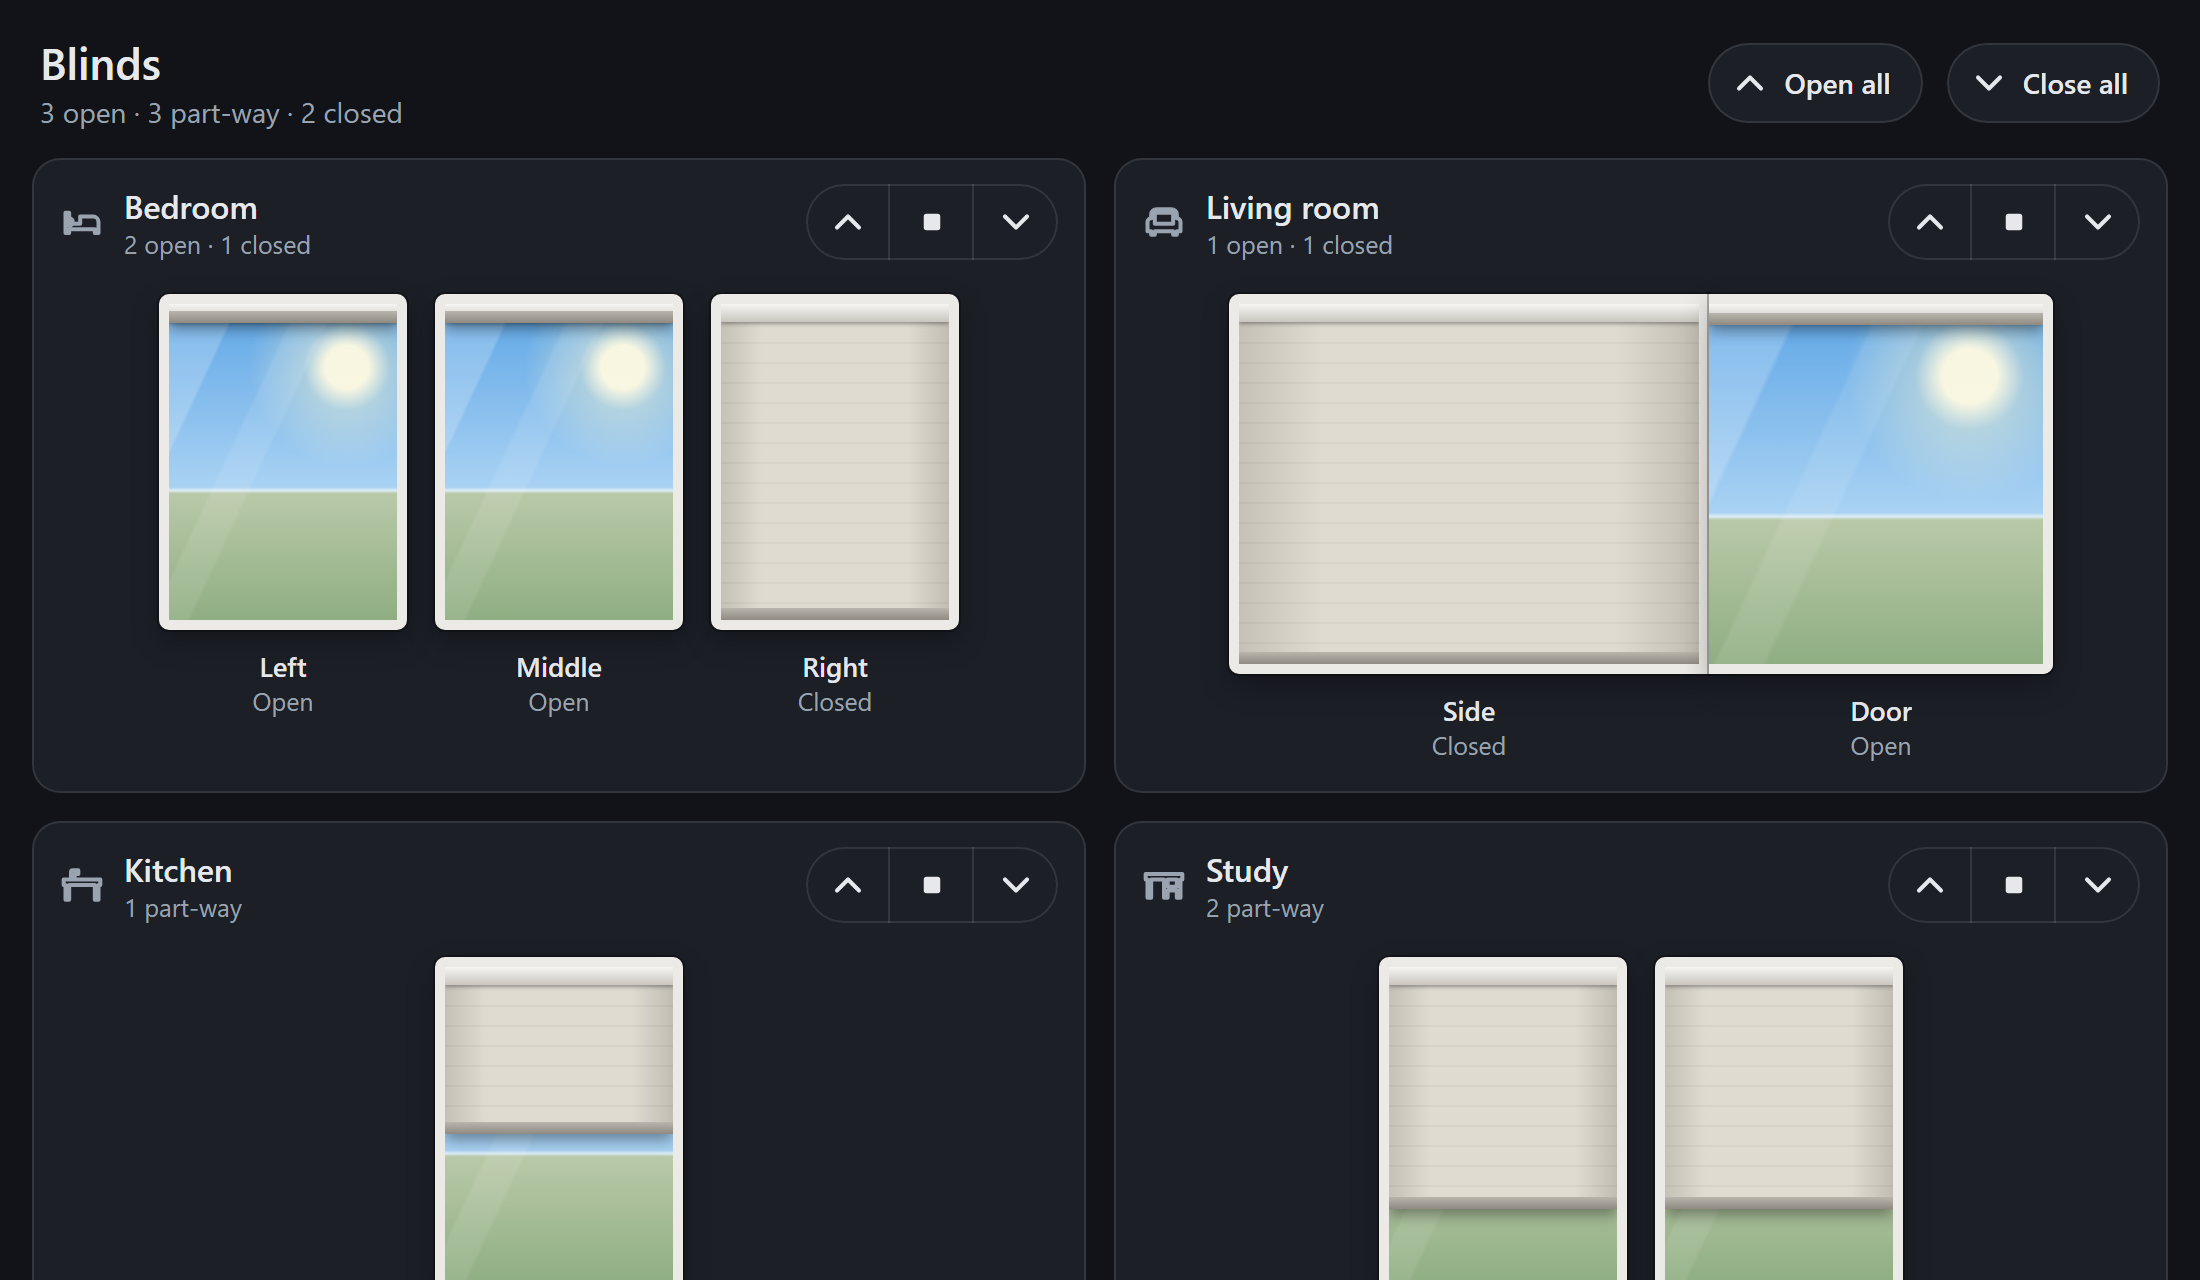 Blinds
3 open · 3 part-way · 2 closed
Open all
Close all
Bedroom
2 open · 1 closed
Left
Open
Middle
Open
Right
Closed
Living room
1 open · 1 closed
Side
Closed
Door
Open
Kitchen
1 part-way
Study
2 part-way